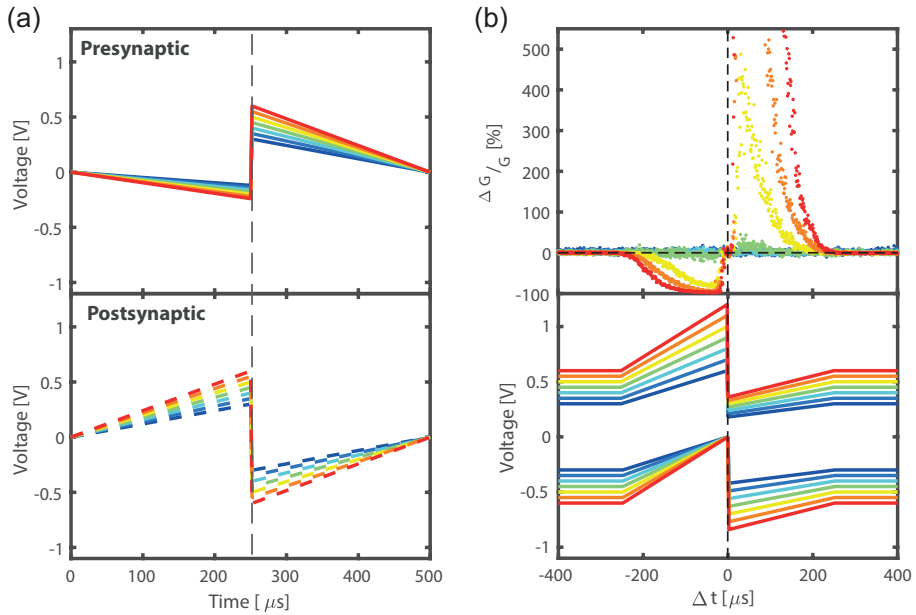 (a)
(b)
Presynaptic
Voltage [V]
1
0.5
0
-0.5
-1
Postsynaptic
Voltage [V]
1
0.5
0
-0.5
-1
0 100 200 300 400 500
Time [ μs]
Δ G/G [%]
500
400
300
200
100
0
-100
Voltage [V]
1
0.5
0
-0.5
-1
-400 -200 0 200 400
Δ t [ μs]